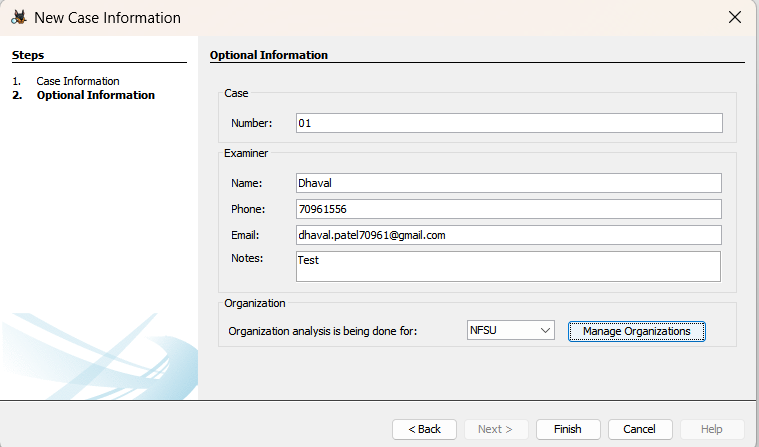 New Case Information
Steps
1. Case Information
2. Optional Information
Optional Information
Case
Number: 01
Examiner
Name: Dhaval
Phone: 70961556
Email: dhaval.patel70961@gmail.com
Notes: Test
Organization
Organization analysis is being done for: NFSU Manage Organizations
< Back Next > Finish Cancel Help